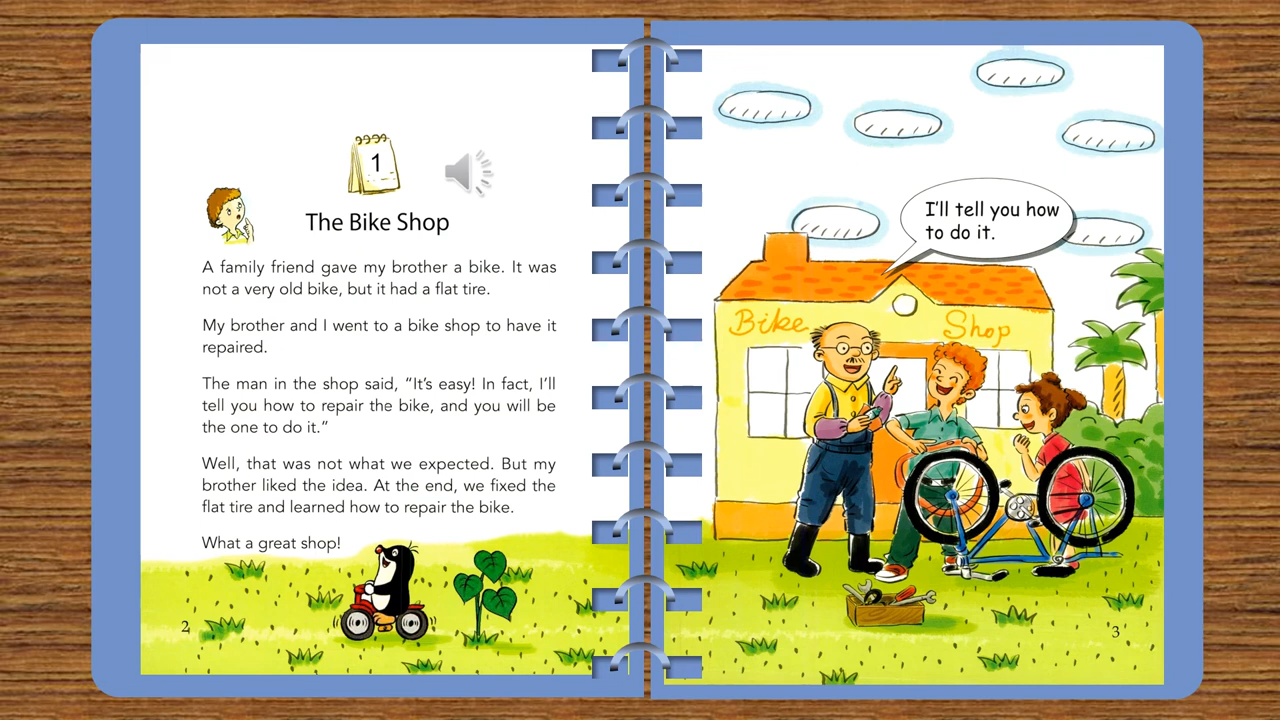 1
The Bike Shop
A family friend gave my brother a bike. It was
not a very old bike, but it had a flat tire.
My brother and I went to a bike shop to have it
repaired.
The man in the shop said, “It’s easy! In fact, I’ll
tell you how to repair the bike, and you will be
the one to do it.”
Well, that was not what we expected. But my
brother liked the idea. At the end, we fixed the
flat tire and learned how to repair the bike.
What a great shop!
2
I’ll tell you how
to do it.
Bike Shop
3